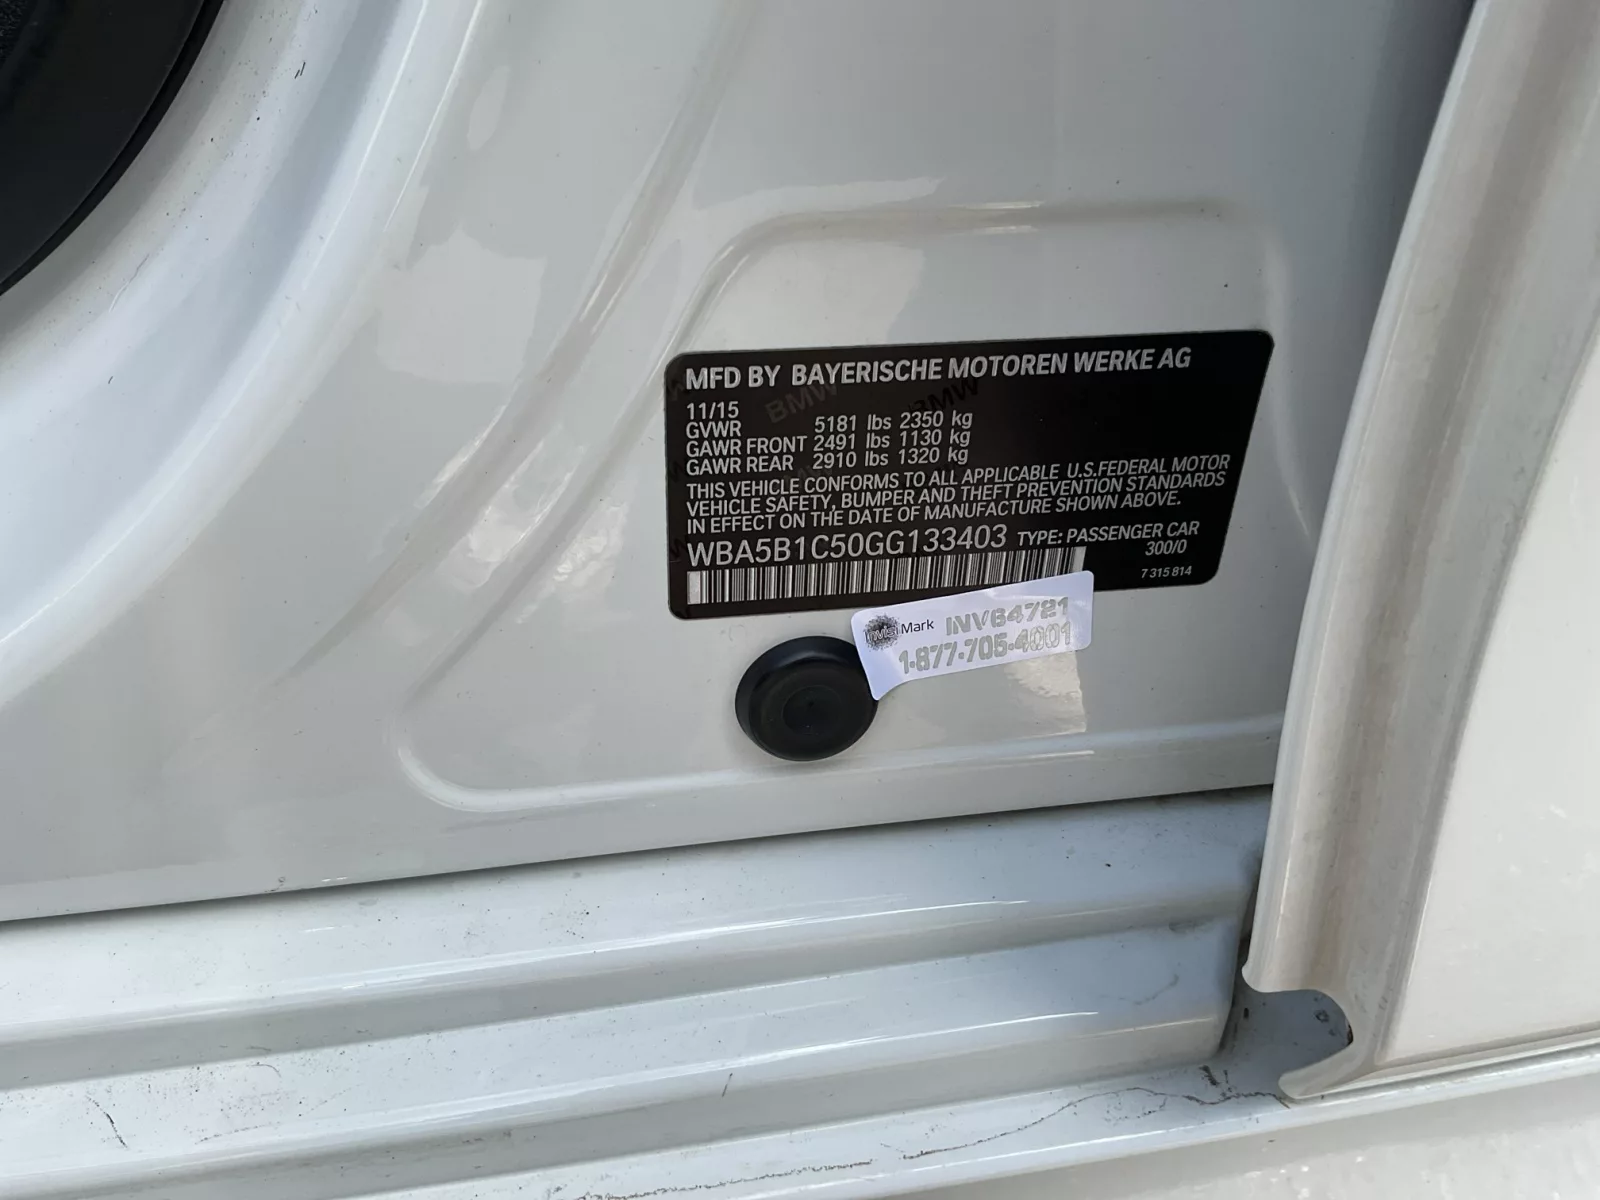 MFD BY BAYERISCHE MOTOREN WERKE AG
11/15
GVWR 5181 lbs 2350 kg
GAWR FRONT 2491 lbs 1130 kg
GAWR REAR 2910 lbs 1320 kg
THIS VEHICLE CONFORMS TO ALL APPLICABLE U.S.FEDERAL MOTOR
VEHICLE SAFETY, BUMPER AND THEFT PREVENTION STANDARDS
IN EFFECT ON THE DATE OF MANUFACTURE SHOWN ABOVE.
WBA5B1C50GG133403 TYPE: PASSENGER CAR
300/0
7 315 814
Mark INV64721
1-877-705-4001